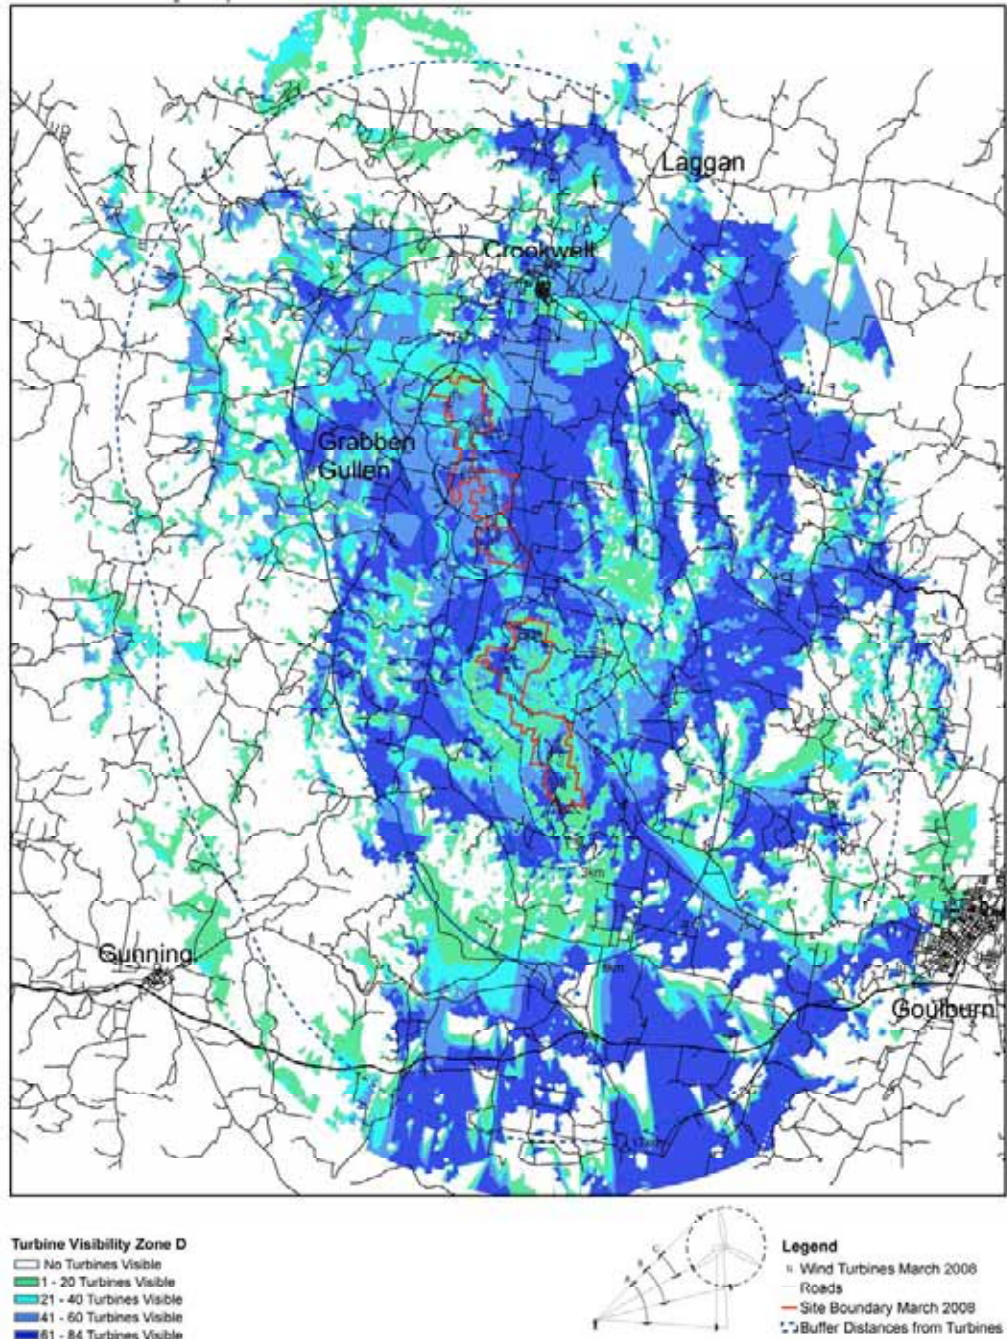 Laggan
Crookwell
Grabben
Gullen
3km
Gunning
Goulburn
Turbine Visibility Zone D
No Turbines Visible
1 - 20 Turbines Visible
21 - 40 Turbines Visible
41 - 60 Turbines Visible
61 - 84 Turbines Visible
Legend
Wind Turbines March 2008
Roads
Site Boundary March 2008
Buffer Distances from Turbines